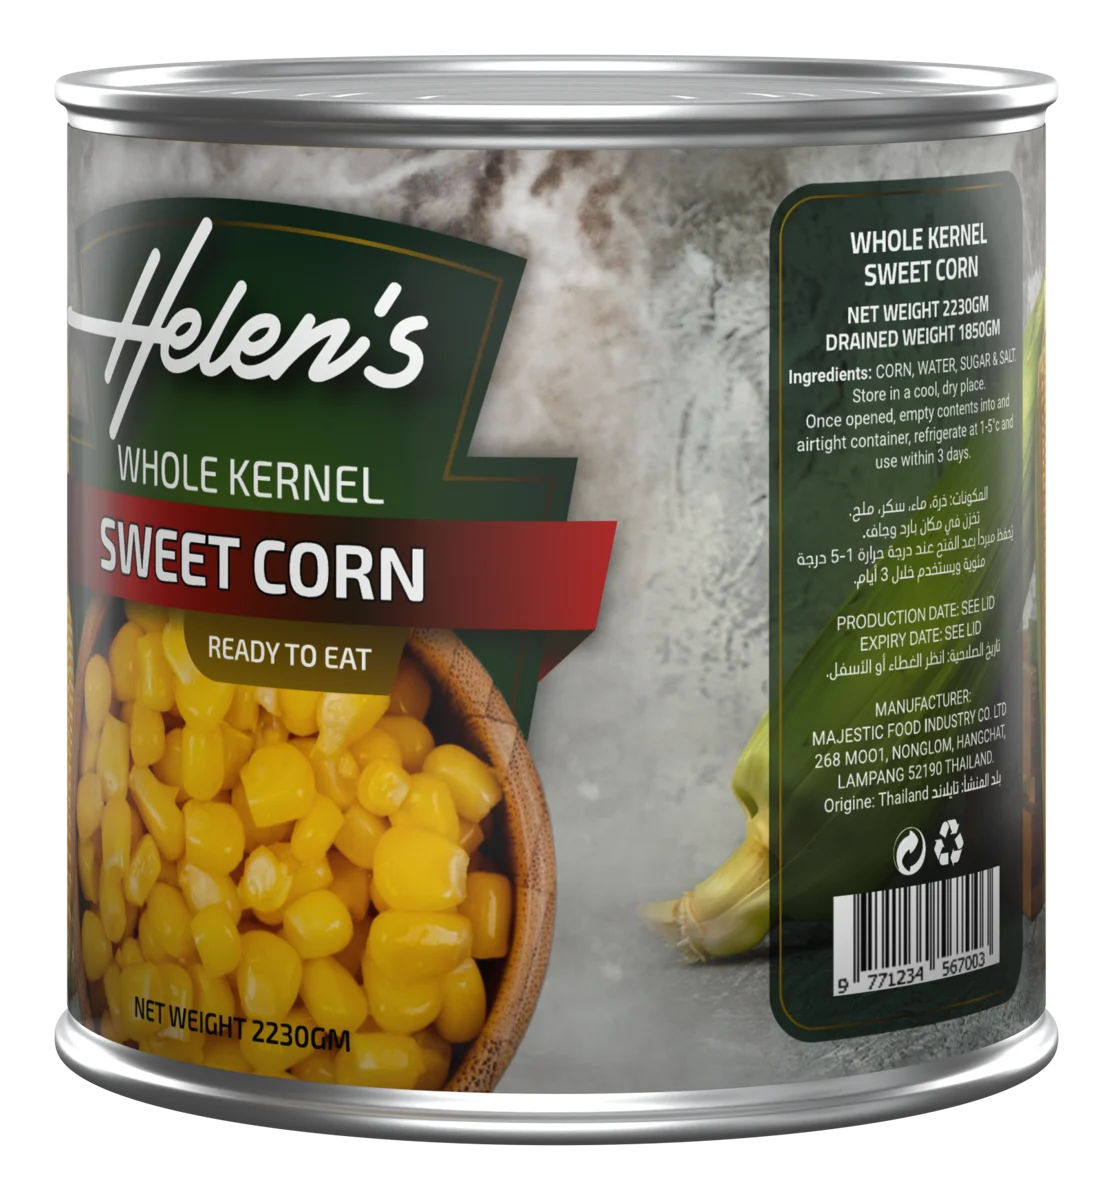 Helen's
WHOLE KERNEL
SWEET CORN
READY TO EAT
NET WEIGHT 2230GM
WHOLE KERNEL
SWEET CORN
NET WEIGHT 2230GM
DRAINED WEIGHT 1850GM
Ingredients: CORN, WATER, SUGAR & SALT.
Store in a cool, dry place.
Once opened, empty contents into and
airtight container, refrigerate at 1-5°c and
use within 3 days.
المكونات: ذرة، ماء، سكر، ملح.
تخزن في مكان بارد وجاف.
يُحفظ مبرداً بعد الفتح عند درجة حرارة 1-5 درجة
مئوية ويستخدم خلال 3 أيام.
PRODUCTION DATE: SEE LID
EXPIRY DATE: SEE LID
تاريخ الصلاحية: انظر الغطاء أو الأسفل.
MANUFACTURER:
MAJESTIC FOOD INDUSTRY CO. LTD
268 MOO1, NONGLOM, HANGCHAT,
LAMPANG 52190 THAILAND.
Origine: Thailand بلد المنشأ: تايلاند
9 771234 567003